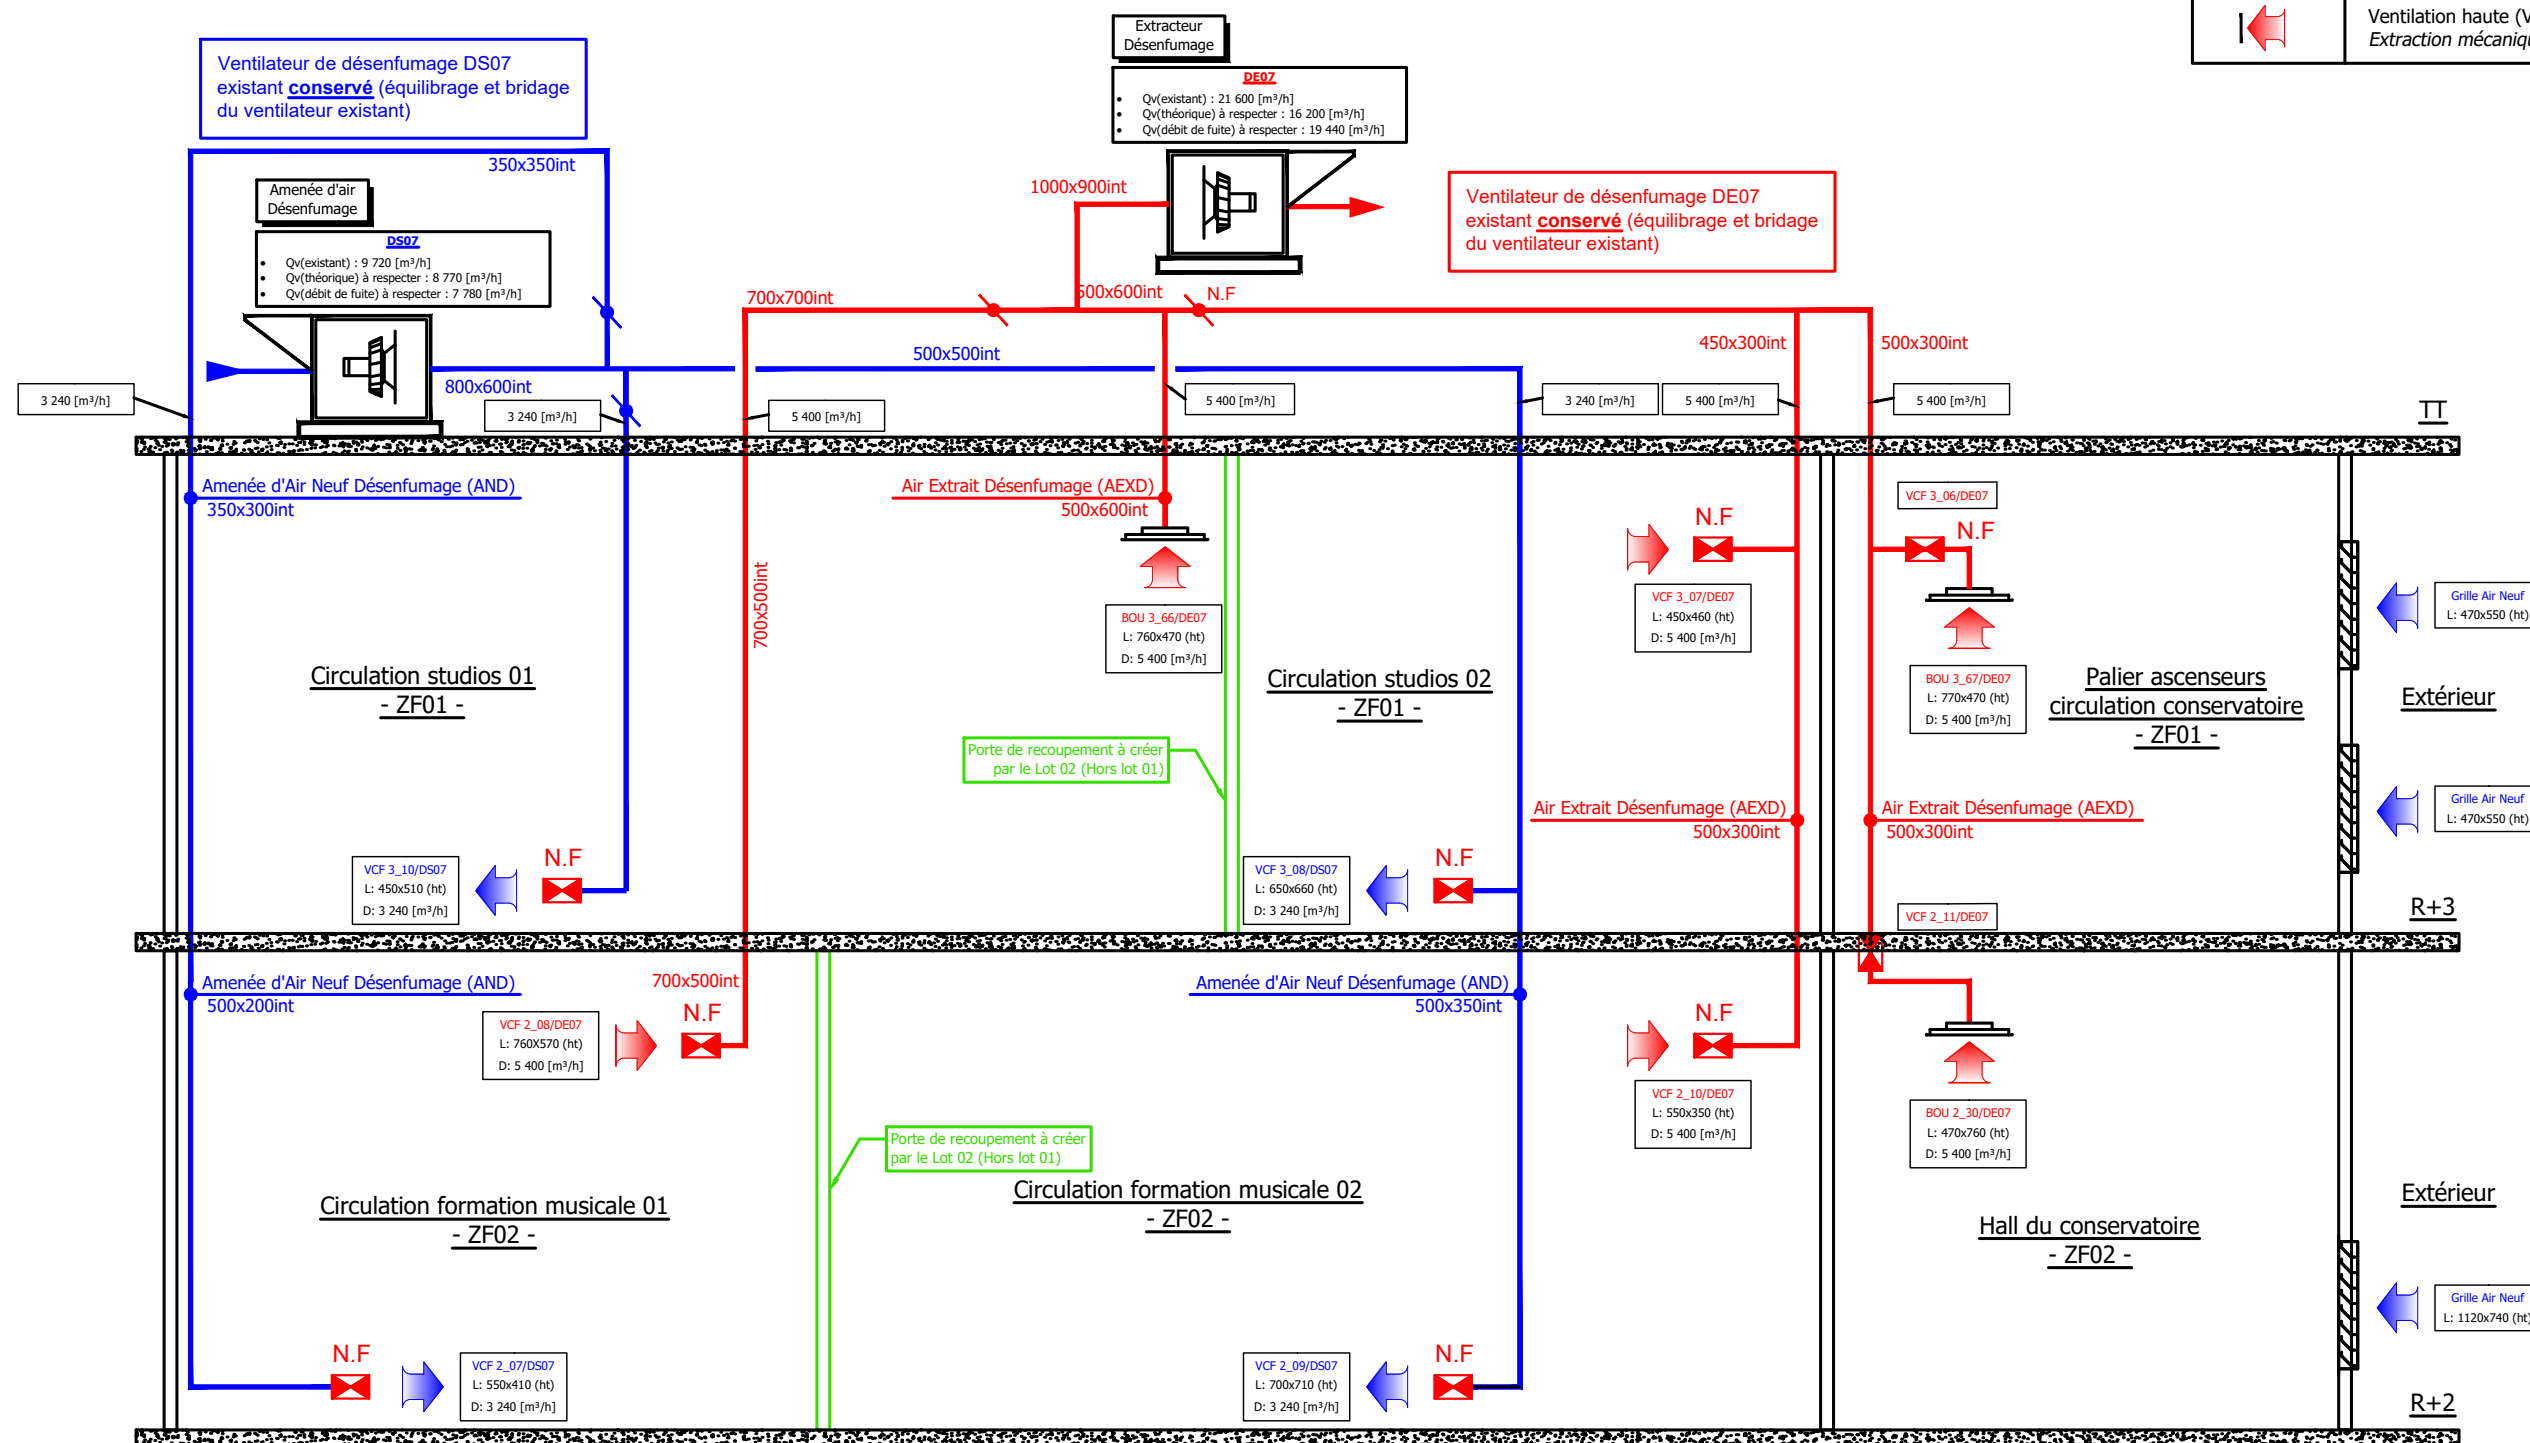 Ventilation haute (V
Extraction mécaniqu
Extracteur
Désenfumage
DE07
Qv(existant) : 21 600 [m³/h]
Qv(théorique) à respecter : 16 200 [m³/h]
Qv(débit de fuite) à respecter : 19 440 [m³/h]
Ventilateur de désenfumage DS07
existant conservé (équilibrage et bridage
du ventilateur existant)
350x350int
Amenée d'air
Désenfumage
DS07
Qv(existant) : 9 720 [m³/h]
Qv(théorique) à respecter : 8 770 [m³/h]
Qv(débit de fuite) à respecter : 7 780 [m³/h]
1000x900int
Ventilateur de désenfumage DE07
existant conservé (équilibrage et bridage
du ventilateur existant)
700x700int
500x600int
N.F
450x300int
500x300int
500x500int
800x600int
3 240 [m³/h]
3 240 [m³/h]
5 400 [m³/h]
5 400 [m³/h]
3 240 [m³/h]
5 400 [m³/h]
5 400 [m³/h]
TT
Amenée d'Air Neuf Désenfumage (AND)
350x300int
Air Extrait Désenfumage (AEXD)
500x600int
700x500int
BOU 3_66/DE07
L: 760x470 (ht)
D: 5 400 [m³/h]
N.F
VCF 3_07/DE07
L: 450x460 (ht)
D: 5 400 [m³/h]
VCF 3_06/DE07
N.F
BOU 3_67/DE07
L: 770x470 (ht)
D: 5 400 [m³/h]
Grille Air Neuf
L: 470x550 (ht)
Circulation studios 01
- ZF01 -
Circulation studios 02
- ZF01 -
Palier ascenseurs
circulation conservatoire
- ZF01 -
Extérieur
Porte de recoupement à créer
par le Lot 02 (Hors lot 01)
Air Extrait Désenfumage (AEXD)
500x300int
Air Extrait Désenfumage (AEXD)
500x300int
Grille Air Neuf
L: 470x550 (ht)
VCF 3_10/DS07
L: 450x510 (ht)
D: 3 240 [m³/h]
N.F
VCF 3_08/DS07
L: 650x660 (ht)
D: 3 240 [m³/h]
N.F
VCF 2_11/DE07
R+3
Amenée d'Air Neuf Désenfumage (AND)
500x200int
700x500int
VCF 2_08/DE07
L: 760X570 (ht)
D: 5 400 [m³/h]
N.F
Amenée d'Air Neuf Désenfumage (AND)
500x350int
N.F
VCF 2_10/DE07
L: 550x350 (ht)
D: 5 400 [m³/h]
BOU 2_30/DE07
L: 470x760 (ht)
D: 5 400 [m³/h]
Porte de recoupement à créer
par le Lot 02 (Hors lot 01)
Circulation formation musicale 01
- ZF02 -
Circulation formation musicale 02
- ZF02 -
Hall du conservatoire
- ZF02 -
Extérieur
Grille Air Neuf
L: 1120x740 (ht)
N.F
VCF 2_07/DS07
L: 550x410 (ht)
D: 3 240 [m³/h]
VCF 2_09/DS07
L: 700x710 (ht)
D: 3 240 [m³/h]
N.F
R+2